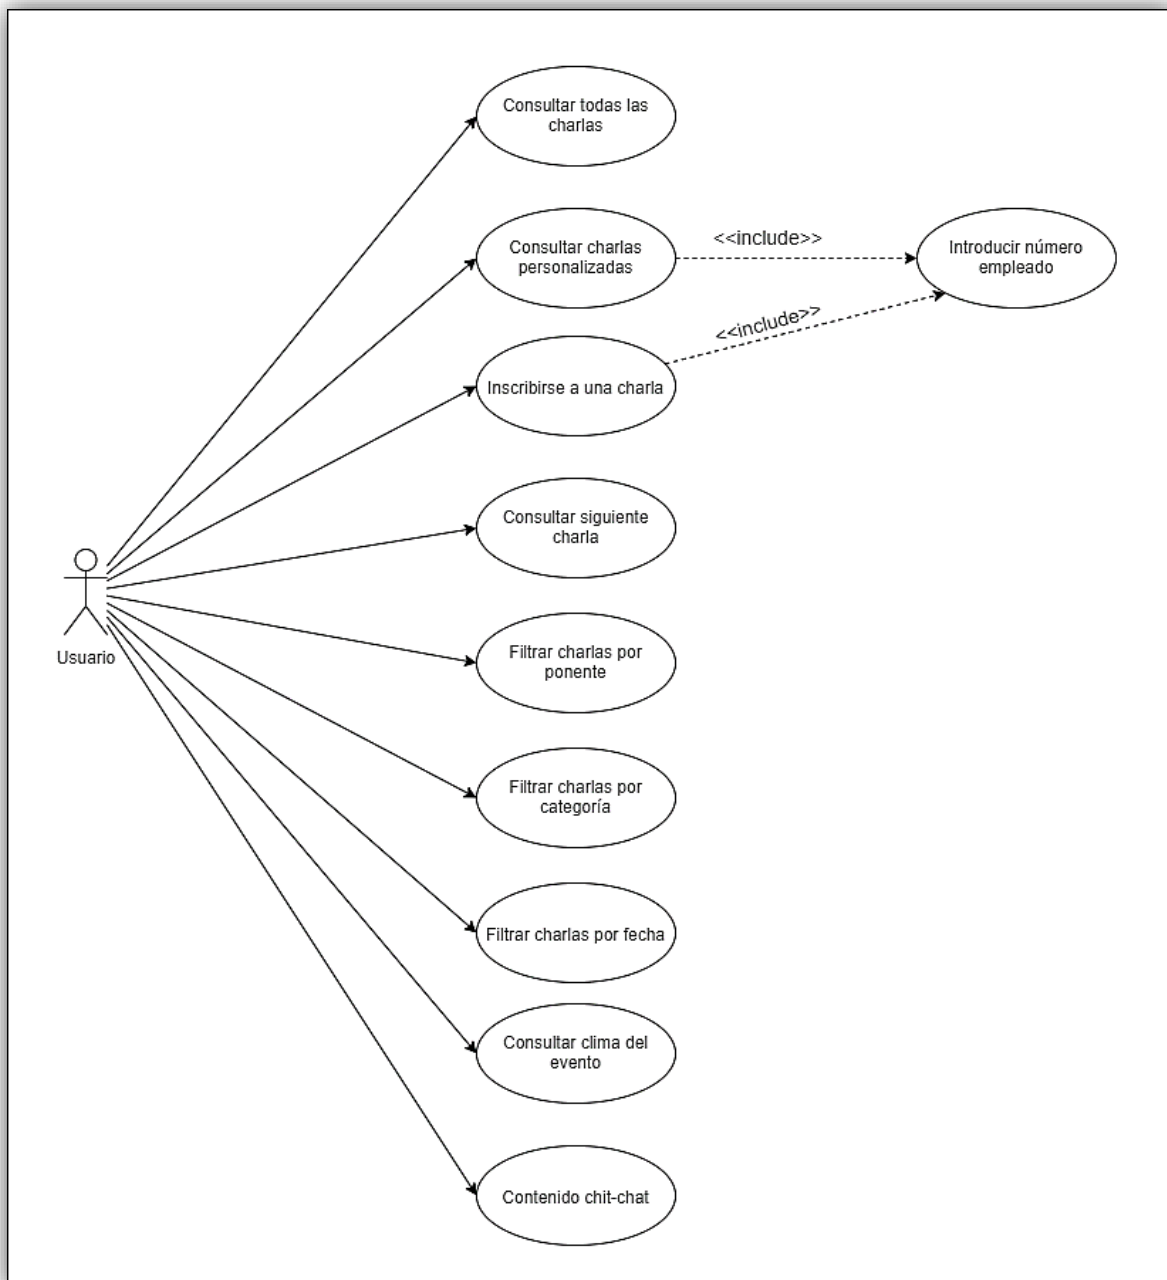 Consultar todas las
charlas
Consultar charlas
personalizadas
<<include>>
Introducir número
empleado
<<include>>
Inscribirse a una charla
Consultar siguiente
charla
Usuario
Filtrar charlas por
ponente
Filtrar charlas por
categoría
Filtrar charlas por fecha
Consultar clima del
evento
Contenido chit-chat